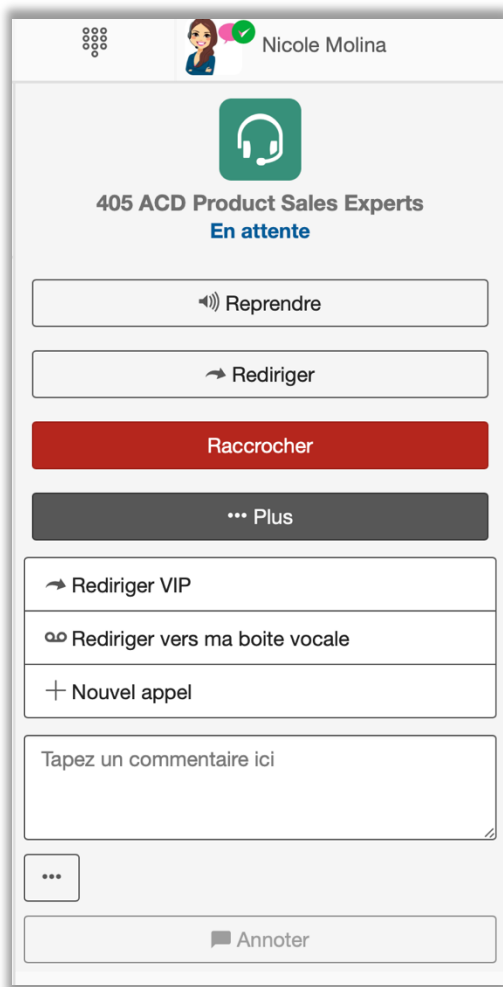 Nicole Molina
405 ACD Product Sales Experts
En attente
Reprendre
Rediriger
Raccrocher
••• Plus
Rediriger VIP
Rediriger vers ma boite vocale
Nouvel appel
Tapez un commentaire ici
•••
Annoter